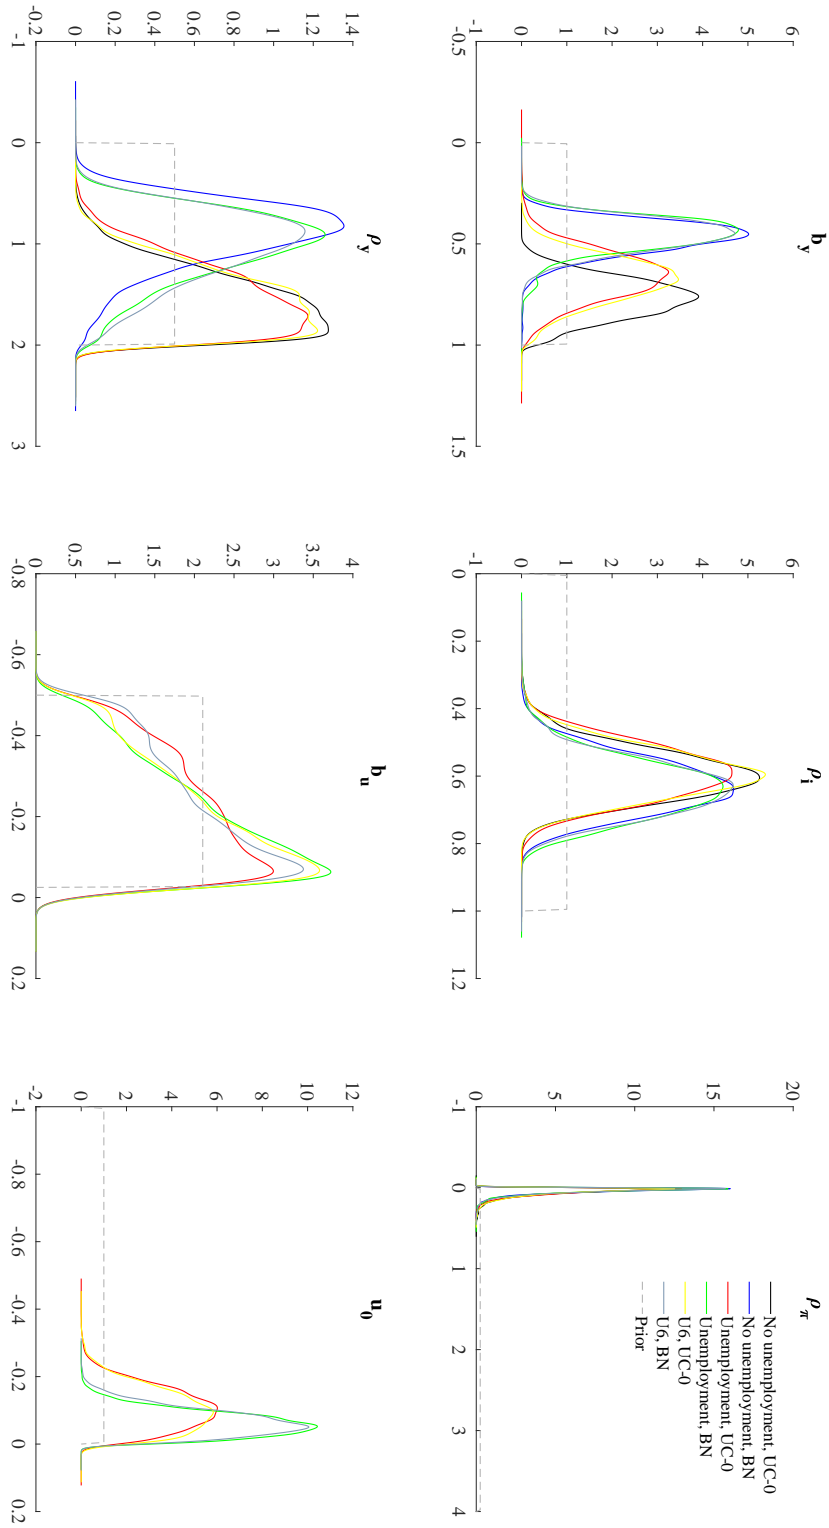 b_y
6
5
4
3
2
1
0
-1
-0.5 0 0.5 1 1.5
ρ_i
6
5
4
3
2
1
0
-1
0 0.2 0.4 0.6 0.8 1 1.2
ρ_π
20
15
10
5
0
-1 0 1 2 3 4
No unemployment, UC-0
No unemployment, BN
Unemployment, UC-0
Unemployment, BN
U6, UC-0
U6, BN
Prior
ρ_y
1.4
1.2
1
0.8
0.6
0.4
0.2
0
-0.2
-1 0 1 2 3
b_u
4
3.5
3
2.5
2
1.5
1
0.5
0
-0.8 -0.6 -0.4 -0.2 0 0.2
u_0
12
10
8
6
4
2
0
-2
-1 -0.8 -0.6 -0.4 -0.2 0 0.2